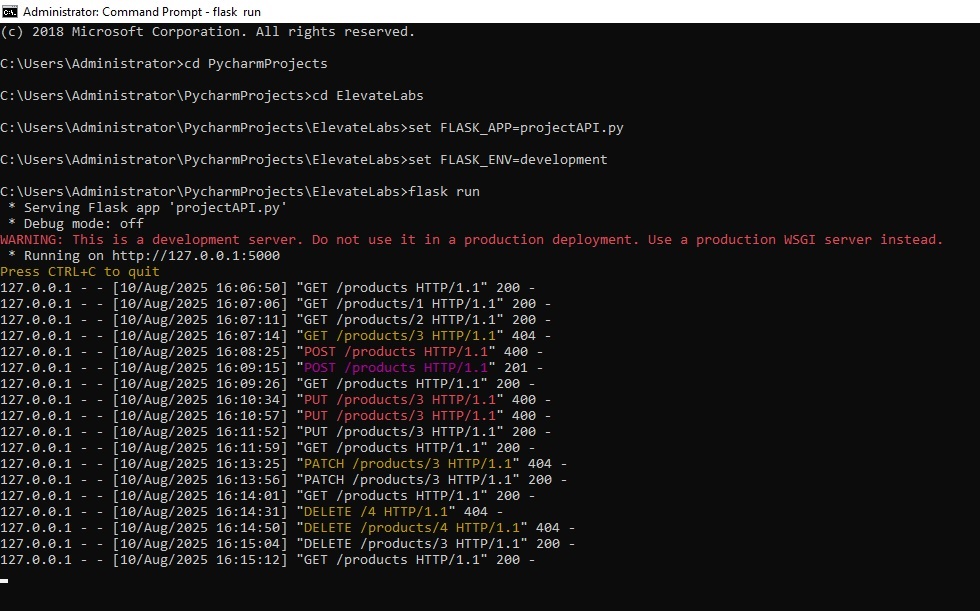 Administrator: Command Prompt - flask run
(c) 2018 Microsoft Corporation. All rights reserved.
C:\Users\Administrator>cd PycharmProjects
C:\Users\Administrator\PycharmProjects>cd ElevateLabs
C:\Users\Administrator\PycharmProjects\ElevateLabs>set FLASK_APP=projectAPI.py
C:\Users\Administrator\PycharmProjects\ElevateLabs>set FLASK_ENV=development
C:\Users\Administrator\PycharmProjects\ElevateLabs>flask run
 * Serving Flask app 'projectAPI.py'
 * Debug mode: off
WARNING: This is a development server. Do not use it in a production deployment. Use a production WSGI server instead.
 * Running on http://127.0.0.1:5000
Press CTRL+C to quit
127.0.0.1 - - [10/Aug/2025 16:06:50] "GET /products HTTP/1.1" 200 -
127.0.0.1 - - [10/Aug/2025 16:07:06] "GET /products/1 HTTP/1.1" 200 -
127.0.0.1 - - [10/Aug/2025 16:07:11] "GET /products/2 HTTP/1.1" 200 -
127.0.0.1 - - [10/Aug/2025 16:07:14] "GET /products/3 HTTP/1.1" 404 -
127.0.0.1 - - [10/Aug/2025 16:08:25] "POST /products HTTP/1.1" 400 -
127.0.0.1 - - [10/Aug/2025 16:09:15] "POST /products HTTP/1.1" 201 -
127.0.0.1 - - [10/Aug/2025 16:09:26] "GET /products HTTP/1.1" 200 -
127.0.0.1 - - [10/Aug/2025 16:10:34] "PUT /products/3 HTTP/1.1" 400 -
127.0.0.1 - - [10/Aug/2025 16:10:57] "PUT /products/3 HTTP/1.1" 400 -
127.0.0.1 - - [10/Aug/2025 16:11:52] "PUT /products/3 HTTP/1.1" 200 -
127.0.0.1 - - [10/Aug/2025 16:11:59] "GET /products HTTP/1.1" 200 -
127.0.0.1 - - [10/Aug/2025 16:13:25] "PATCH /products/3 HTTP/1.1" 404 -
127.0.0.1 - - [10/Aug/2025 16:13:56] "PATCH /products/3 HTTP/1.1" 200 -
127.0.0.1 - - [10/Aug/2025 16:14:01] "GET /products HTTP/1.1" 200 -
127.0.0.1 - - [10/Aug/2025 16:14:31] "DELETE /4 HTTP/1.1" 404 -
127.0.0.1 - - [10/Aug/2025 16:14:50] "DELETE /products/4 HTTP/1.1" 404 -
127.0.0.1 - - [10/Aug/2025 16:15:04] "DELETE /products/3 HTTP/1.1" 200 -
127.0.0.1 - - [10/Aug/2025 16:15:12] "GET /products HTTP/1.1" 200 -